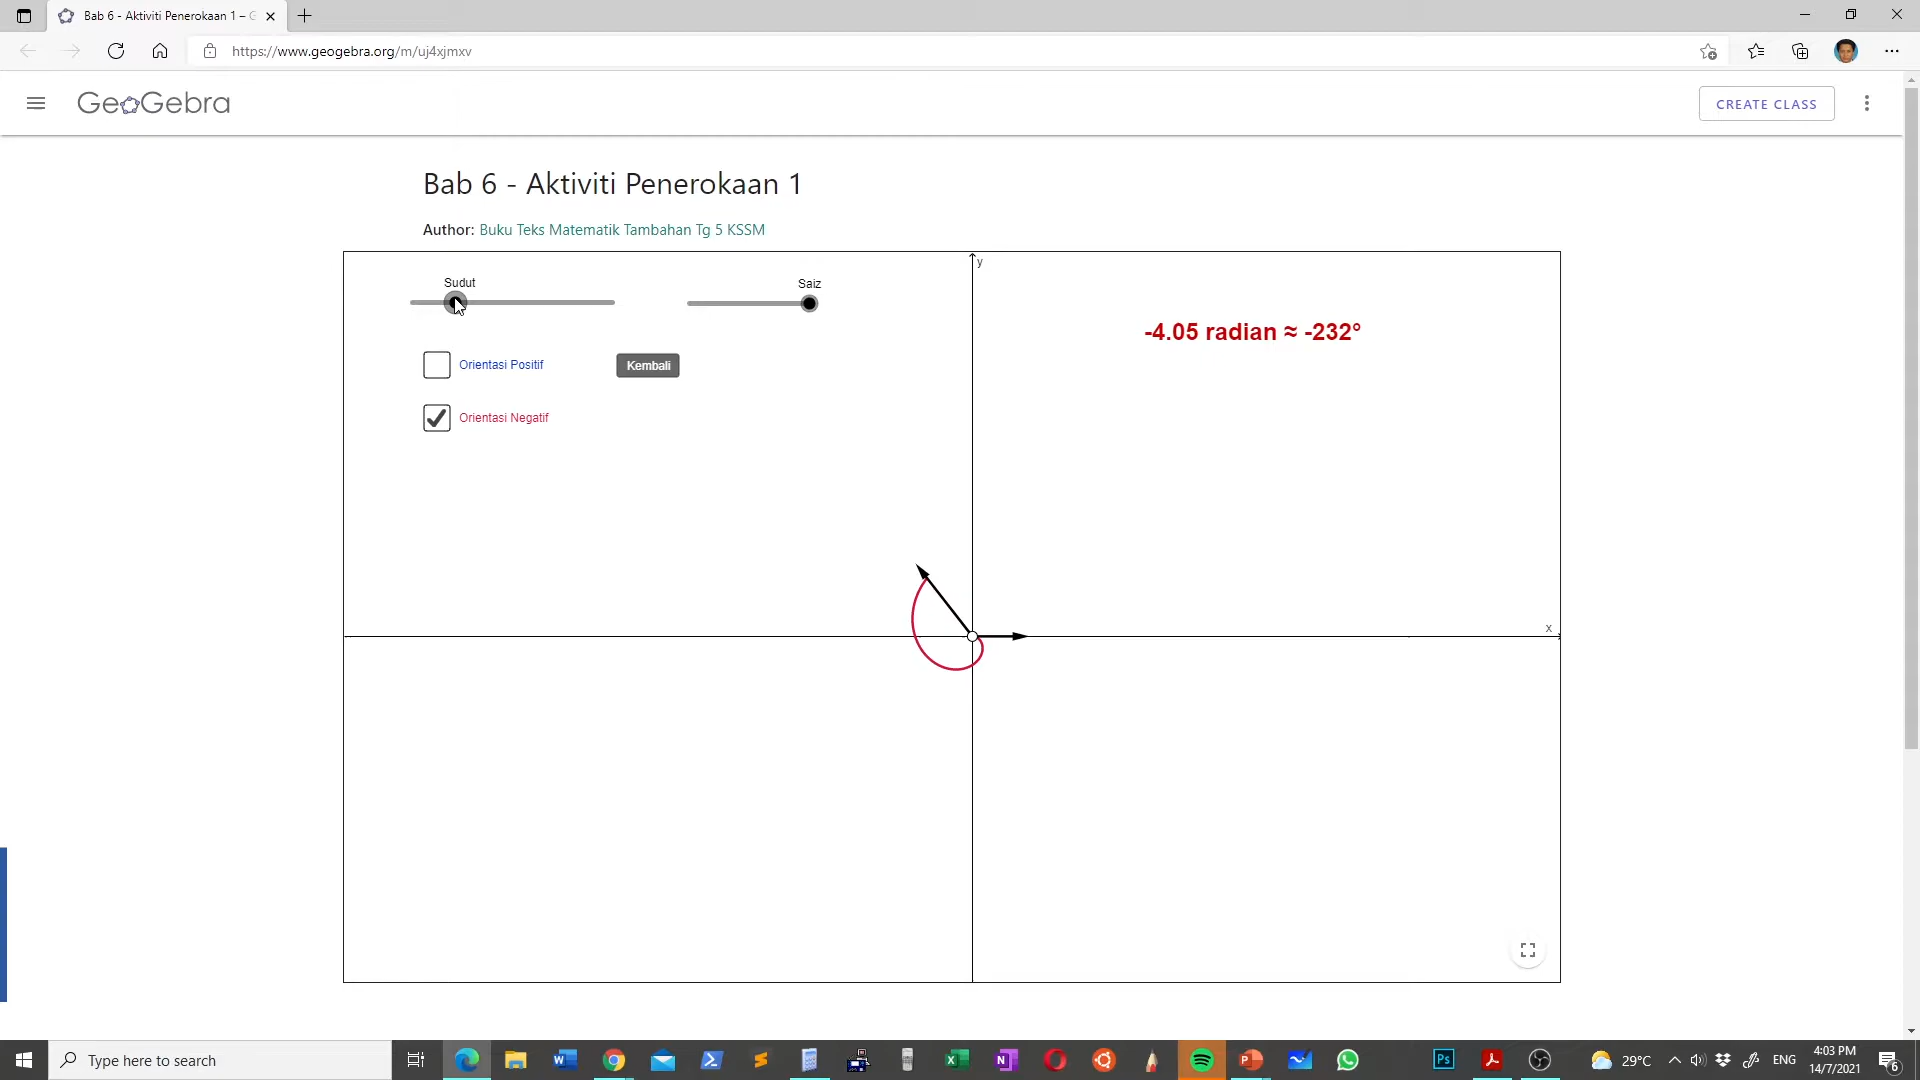 Bab 6 - Aktiviti Penerokaan 1 – G
https://www.geogebra.org/m/uj4xjmxv
GeoGebra
CREATE CLASS
Bab 6 - Aktiviti Penerokaan 1
Author: Buku Teks Matematik Tambahan Tg 5 KSSM
Sudut
Saiz
y
-4.05 radian ≈ -232°
Orientasi Positif
Kembali
Orientasi Negatif
x
Type here to search
29°C
ENG
4:03 PM
14/7/2021
6
Ps